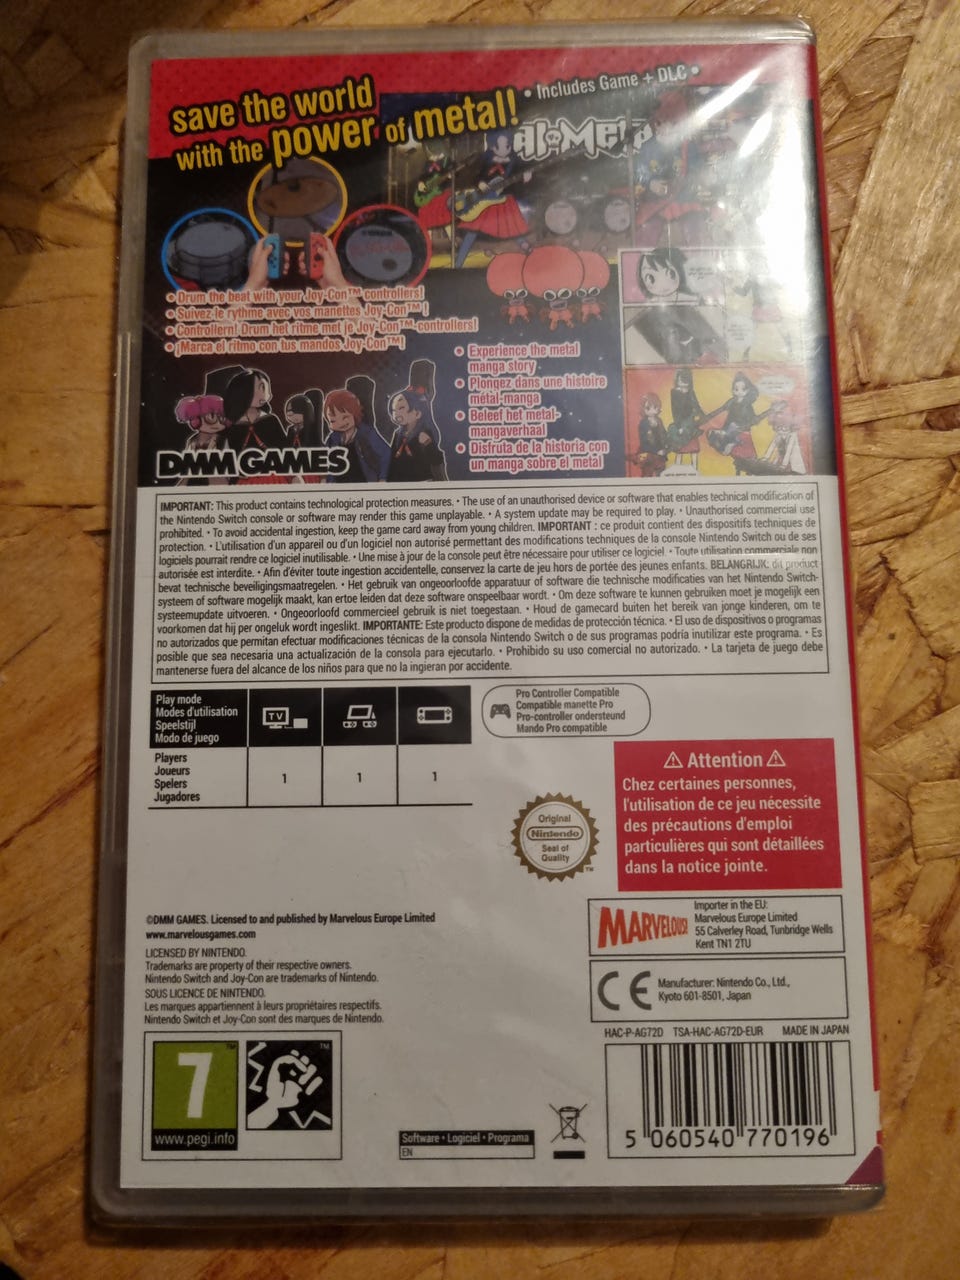 save the world
with the power of metal!
• Includes Game + DLC •
• Drum the beat with your Joy-Con™ controllers!
• Suivez le rythme avec vos manettes Joy-Con™ !
• Controllern! Drum het ritme met je Joy-Con™-controllers!
• ¡Marca el ritmo con tus mandos Joy-Con™!
• Experience the metal
manga story
• Plongez dans une histoire
métal-manga
• Beleef het metal-
mangaverhaal
• Disfruta de la historia con
un manga sobre el metal
DMM GAMES
IMPORTANT: This product contains technological protection measures. • The use of an unauthorised device or software that enables technical modification of
the Nintendo Switch console or software may render this game unplayable. • A system update may be required to play. • Unauthorised commercial use
prohibited. • To avoid accidental ingestion, keep the game card away from young children. IMPORTANT : ce produit contient des dispositifs techniques de
protection. • L'utilisation d'un appareil ou d'un logiciel non autorisé permettant des modifications techniques de la console Nintendo Switch ou de ses
logiciels pourrait rendre ce logiciel inutilisable. • Une mise à jour de la console peut être nécessaire pour utiliser ce logiciel. • Toute utilisation commerciale non
autorisée est interdite. • Afin d'éviter toute ingestion accidentelle, conservez la carte de jeu hors de portée des jeunes enfants. BELANGRIJK: dit product
bevat technische beveiligingsmaatregelen. • Het gebruik van ongeoorloofde apparatuur of software die technische modificaties van het Nintendo Switch-
systeem of software mogelijk maakt, kan ertoe leiden dat deze software onspeelbaar wordt. • Om deze software te kunnen gebruiken moet je mogelijk een
systeemupdate uitvoeren. • Ongeoorloofd commercieel gebruik is niet toegestaan. • Houd de gamecard buiten het bereik van jonge kinderen, om te
voorkomen dat hij per ongeluk wordt ingeslikt. IMPORTANTE: Este producto dispone de medidas de protección técnica. • El uso de dispositivos o programas
no autorizados que permitan efectuar modificaciones técnicas de la consola Nintendo Switch o de sus programas podría inutilizar este programa. • Es
posible que sea necesaria una actualización de la consola para ejecutarlo. • Prohibido su uso comercial no autorizado. • La tarjeta de juego debe
mantenerse fuera del alcance de los niños para que no la ingieran por accidente.
Play mode
Modes d'utilisation
Speelstijl
Modo de juego
TV
Players
Joueurs
Spelers
Jugadores
1 1 1
Pro Controller Compatible
Compatible manette Pro
Pro-controller ondersteund
Mando Pro compatible
⚠ Attention ⚠
Chez certaines personnes,
l'utilisation de ce jeu nécessite
des précautions d'emploi
particulières qui sont détaillées
dans la notice jointe.
Original
Nintendo
Seal of
Quality
™
©DMM GAMES. Licensed to and published by Marvelous Europe Limited
www.marvelousgames.com
LICENSED BY NINTENDO.
Trademarks are property of their respective owners.
Nintendo Switch and Joy-Con are trademarks of Nintendo.
SOUS LICENCE DE NINTENDO.
Les marques appartiennent à leurs propriétaires respectifs.
Nintendo Switch et Joy-Con sont des marques de Nintendo.
MARVELOUS!
Importer in the EU:
Marvelous Europe Limited
55 Calverley Road, Tunbridge Wells
Kent TN1 2TU
CE
Manufacturer: Nintendo Co., Ltd.,
Kyoto 601-8501, Japan
HAC-P-AG72D TSA-HAC-AG72D-EUR MADE IN JAPAN
7
™
www.pegi.info
™
Software • Logiciel • Programa
EN
5 060540 770196